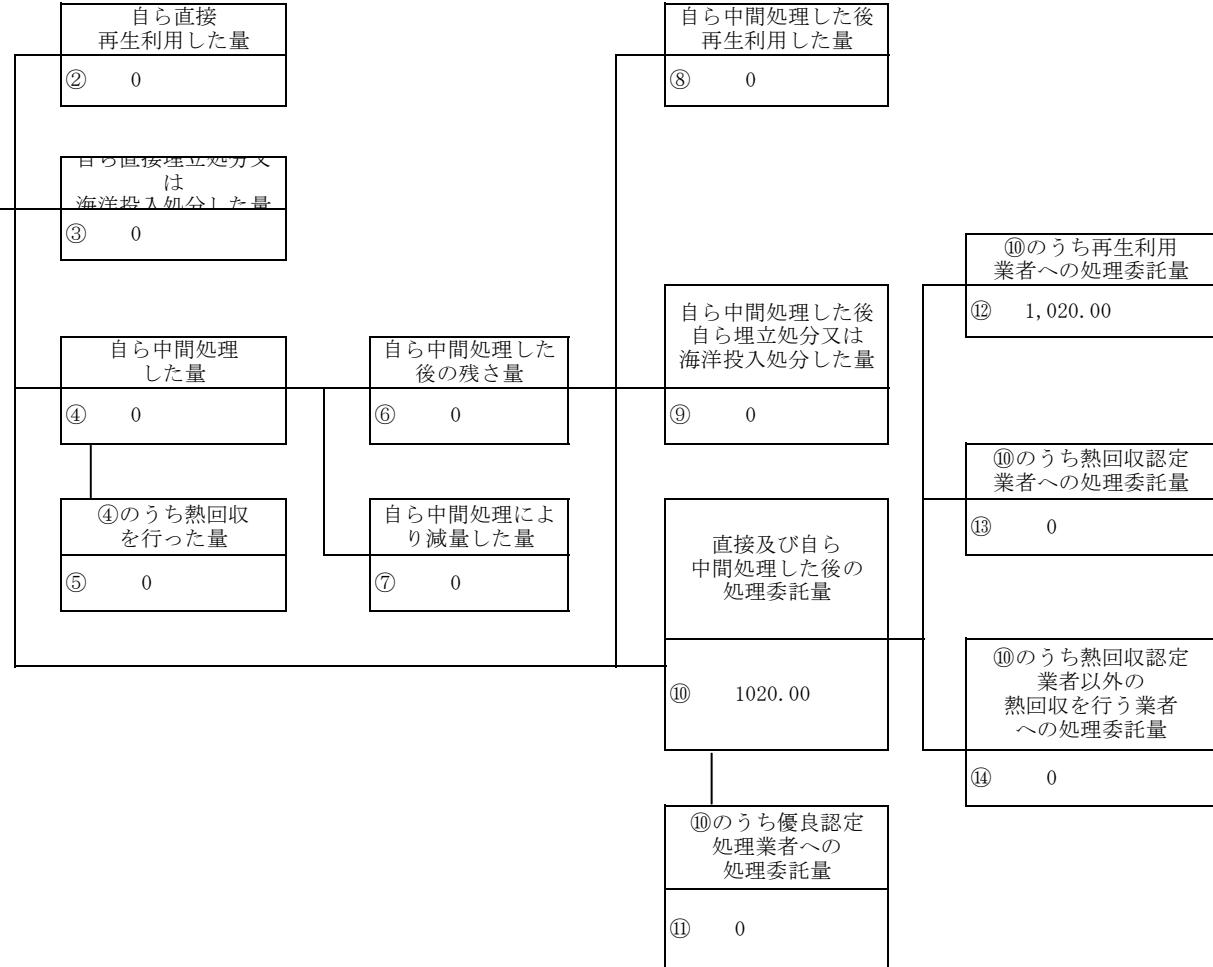 自ら直接
再生利用した量
② 0
自ら直接埋立処分又
は
海洋投入処分した量
③ 0
自ら中間処理
した量
④ 0
④のうち熱回収
を行った量
⑤ 0
自ら中間処理した
後の残さ量
⑥ 0
自ら中間処理によ
り減量した量
⑦ 0
自ら中間処理した後
再生利用した量
⑧ 0
自ら中間処理した後
自ら埋立処分又は
海洋投入処分した量
⑨ 0
直接及び自ら
中間処理した後の
処理委託量
⑩ 1020.00
⑩のうち優良認定
処理業者への
処理委託量
⑪ 0
⑩のうち再生利用
業者への処理委託量
⑫ 1,020.00
⑩のうち熱回収認定
業者への処理委託量
⑬ 0
⑩のうち熱回収認定
業者以外の
熱回収を行う業者
への処理委託量
⑭ 0